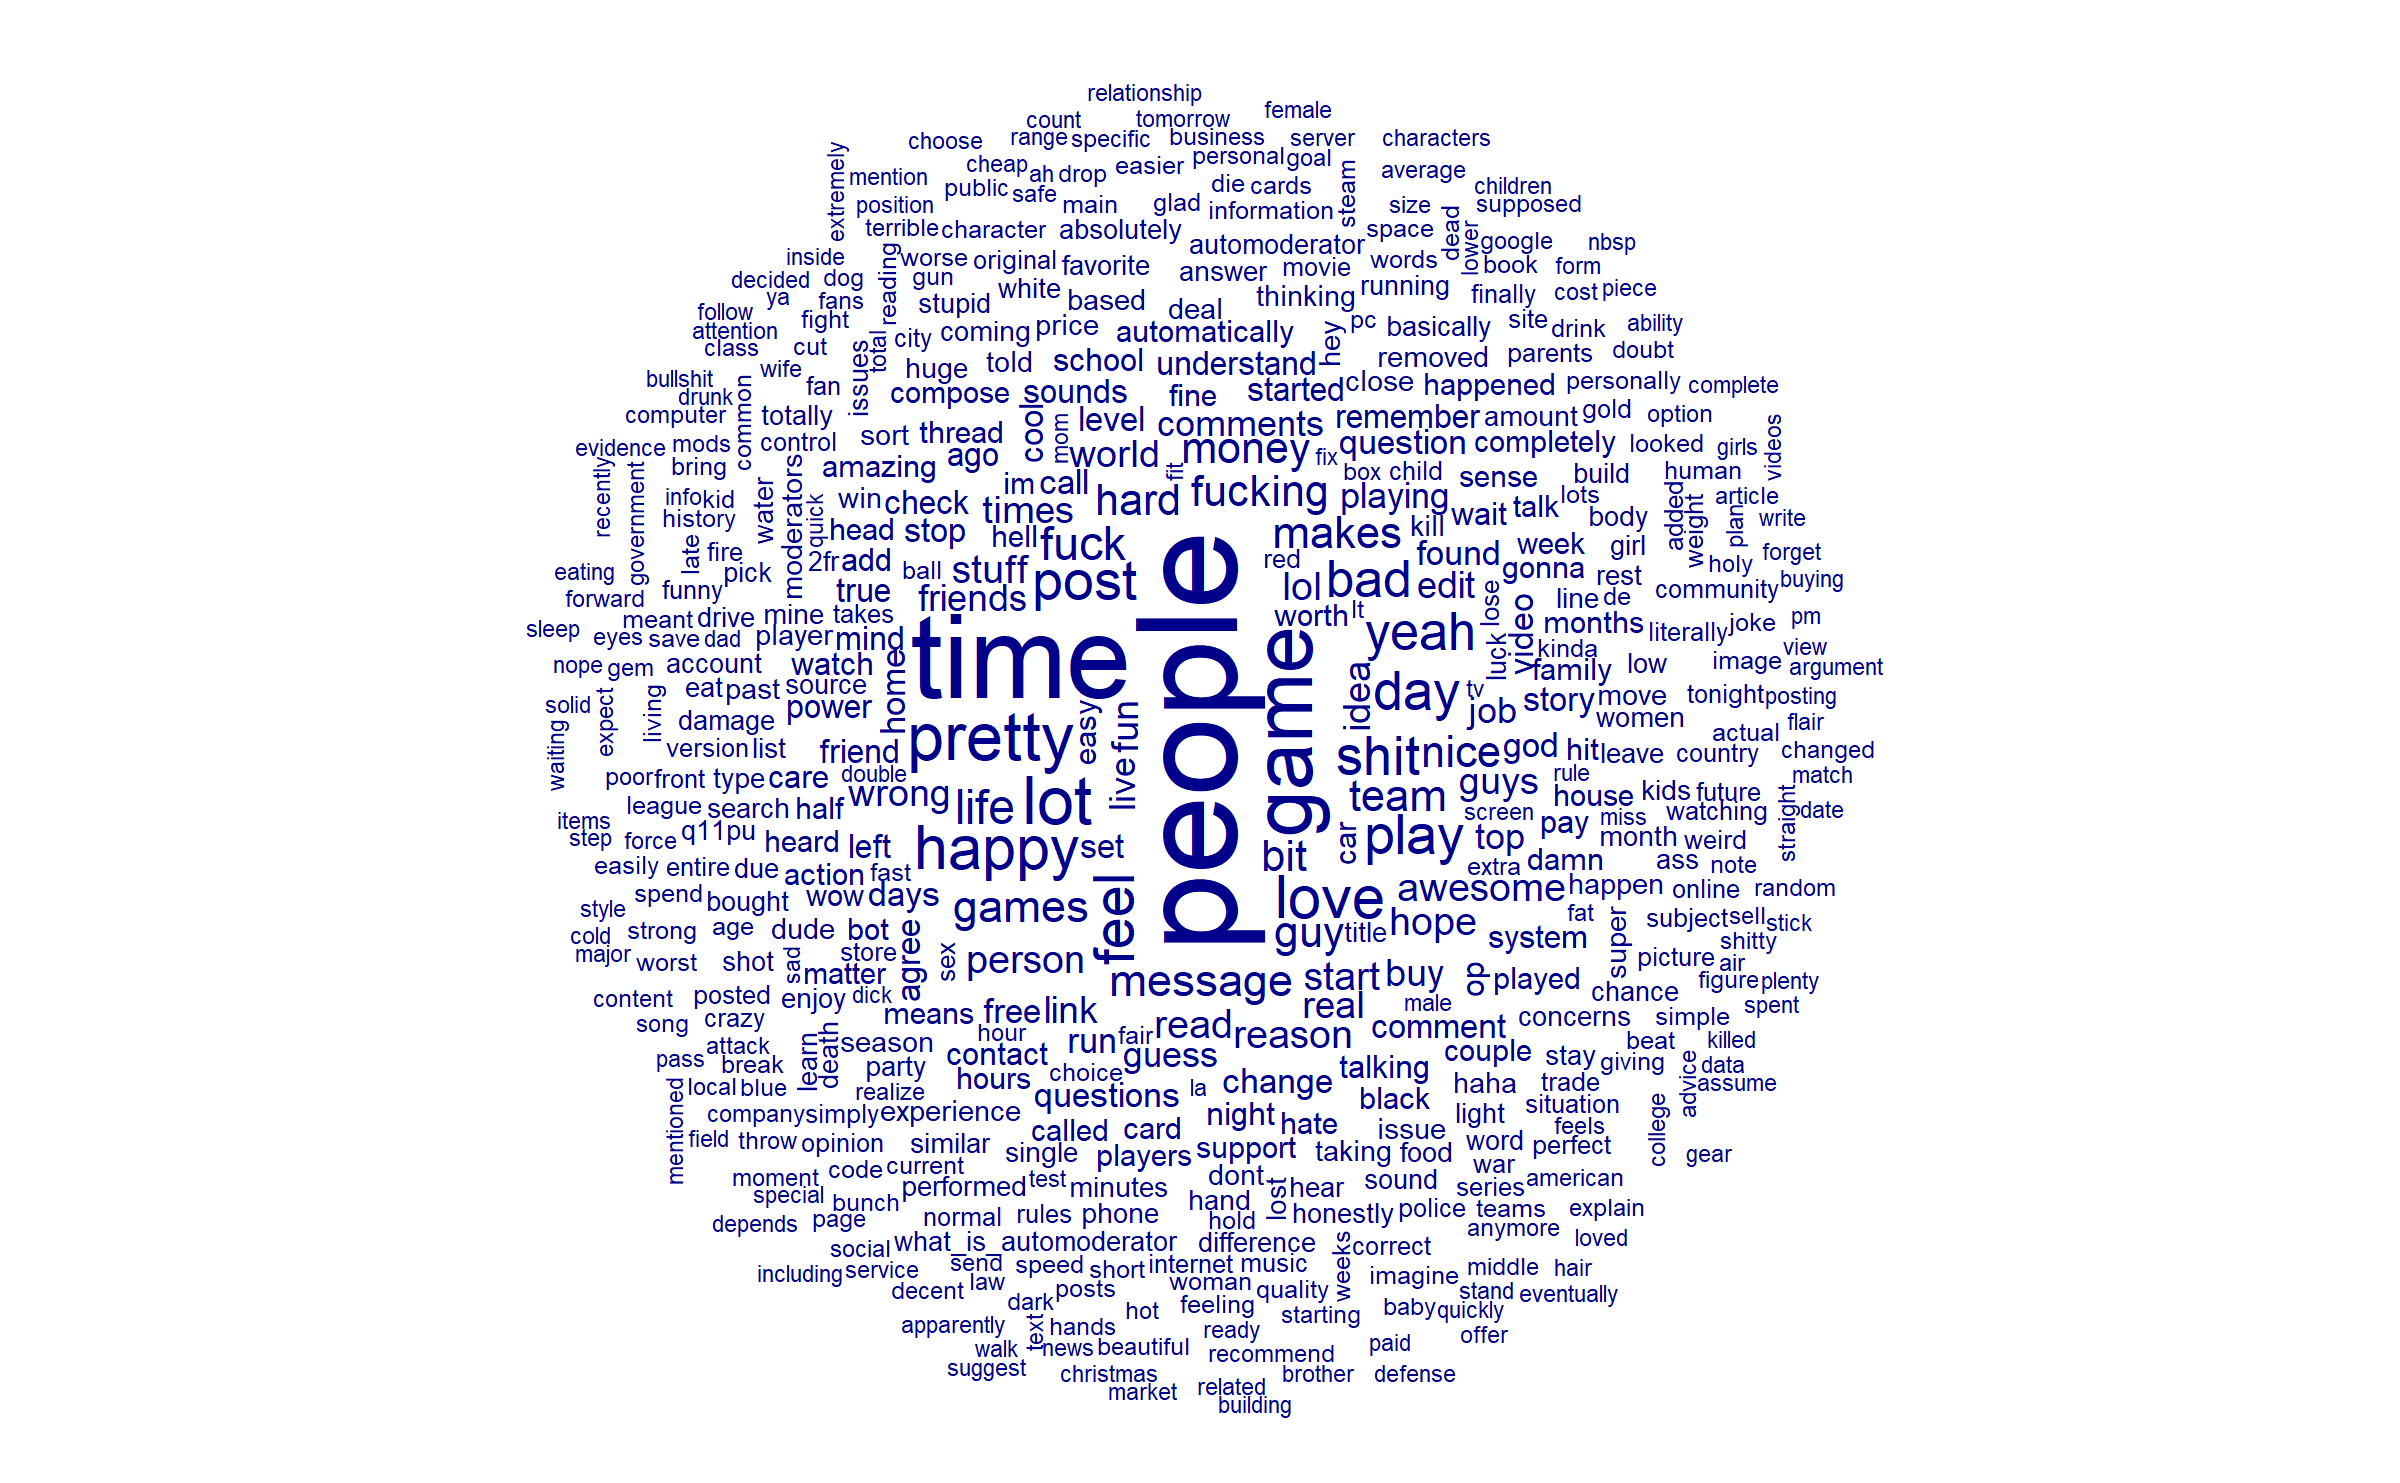 relationship
count tomorrow female
choose range specific business server characters
extremely mention cheap ah drop easier personal goal steam average
position public safe main glad die cards information size children supposed
terrible character absolutely automoderator space dead lower google nbsp
inside worse original favorite answer movie words book form
decided dog reading gun white based deal thinking running finally cost piece
follow ya fans stupid
attention fight total city coming price automatically hey pc basically site drink ability
class cut issues huge told school understand removed parents doubt
bullshit wife fan compose sounds fine started close happened personally complete
drunk common totally cool level comments remember amount gold option
computer control sort thread mom world money question completely looked girls videos
evidence mods amazing ago fit fix box child sense build human
recently bring government info kid water moderators quick win check im call hard fucking playing wait talk lots added weight plant article
history head stop times hell fuck makes kill body write
late fire 2fr add ball stuff people red found week girl holy forget
eating funny pick true friends post lol bad edit gonna rest community buying
forward meant drive mine takes worth lt yeah luck lose video line de months literally joke pm
sleep eyes save dad player mind time game kinda view
nope gem account watch home idea day tv family low image argument
solid expect living eat past source power pretty easy fun job story move tonight posting
waiting damage women actual flair
version list friend live shit nice god hit leave country changed
poor front type care double wrong life lot team guys rule house kids future match
items league search half screen miss watching straight date
step force q11pu heard left happy set bit car play top pay month weird
easily entire due action fast feel love extra damn ass note
style spend bought wow days games awesome happen online random
cold strong age dude bot agree guy title hope fat system super subject sell stick
major worst shot sad store sex person picture shitty air
content posted enjoy matter dick message start buy op played chance figure plenty
song crazy means free link real male comment concerns simple spent
attack learn death season hour run fair read reason couple stay beat killed
pass break party contact guess talking giving data
mentioned local blue realize hours choice la change haha trade advice assume
company simply experience questions night hate black light situation college
field throw opinion similar called card support issue word feels perfect gear
moment code current single players taking food war
special bunch performed test minutes dont lost hear sound series american
depends page normal rules phone hand hold honestly police teams explain
social what_is_automoderator difference weeks correct anymore loved
including service send speed short internet music imagine middle hair
decent law posts woman quality stand eventually
dark hot feeling starting baby quickly
apparently text hands ready offer
walk news beautiful recommend paid
suggest christmas brother defense
market related
building